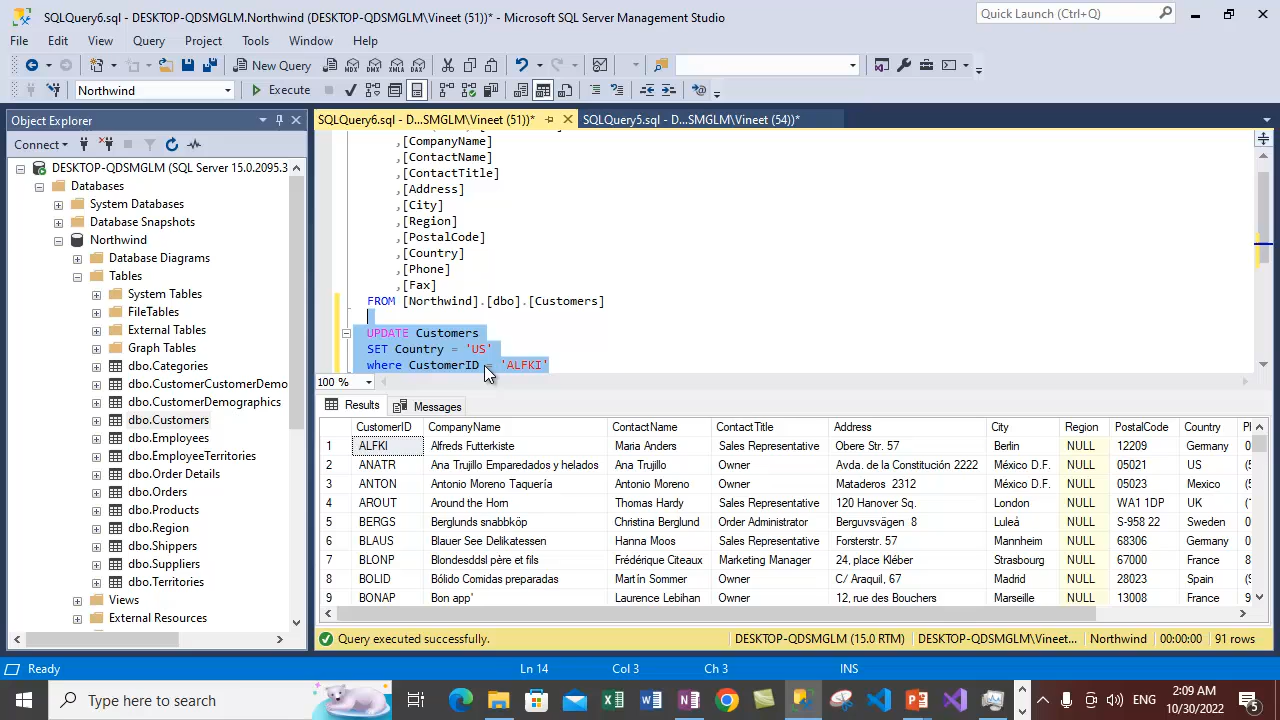 SQLQuery6.sql - DESKTOP-QDSMGLM.Northwind (DESKTOP-QDSMGLM\Vineet (51))* - Microsoft SQL Server Management Studio
Quick Launch (Ctrl+Q)
File Edit View Query Project Tools Window Help
New Query MDX DMX XMLA DAX
Northwind Execute
Object Explorer
SQLQuery6.sql - D...SMGLM\Vineet (51))*
SQLQuery5.sql - D...SMGLM\Vineet (54))*
Connect
DESKTOP-QDSMGLM (SQL Server 15.0.2095.3
Databases
System Databases
Database Snapshots
Northwind
Database Diagrams
Tables
System Tables
FileTables
External Tables
Graph Tables
dbo.Categories
dbo.CustomerCustomerDemo
dbo.CustomerDemographics
dbo.Customers
dbo.Employees
dbo.EmployeeTerritories
dbo.Order Details
dbo.Orders
dbo.Products
dbo.Region
dbo.Shippers
dbo.Suppliers
dbo.Territories
Views
External Resources
,[CompanyName]
,[ContactName]
,[ContactTitle]
,[Address]
,[City]
,[Region]
,[PostalCode]
,[Country]
,[Phone]
,[Fax]
FROM [Northwind].[dbo].[Customers]
UPDATE Customers
SET Country = 'US'
where CustomerID = 'ALFKI'
100 %
Results Messages
CustomerID CompanyName ContactName ContactTitle Address City Region PostalCode Country
1 ALFKI Alfreds Futterkiste Maria Anders Sales Representative Obere Str. 57 Berlin NULL 12209 Germany 0
2 ANATR Ana Trujillo Emparedados y helados Ana Trujillo Owner Avda. de la Constitución 2222 México D.F. NULL 05021 US (5
3 ANTON Antonio Moreno Taquería Antonio Moreno Owner Mataderos 2312 México D.F. NULL 05023 Mexico (5
4 AROUT Around the Horn Thomas Hardy Sales Representative 120 Hanover Sq. London NULL WA1 1DP UK (
5 BERGS Berglunds snabbköp Christina Berglund Order Administrator Berguvsvägen 8 Luleå NULL S-958 22 Sweden 0
6 BLAUS Blauer See Delikatessen Hanna Moos Sales Representative Forsterstr. 57 Mannheim NULL 68306 Germany 0
7 BLONP Blondesddsl père et fils Frédérique Citeaux Marketing Manager 24, place Kléber Strasbourg NULL 67000 France 8
8 BOLID Bólido Comidas preparadas Martín Sommer Owner C/ Araquil, 67 Madrid NULL 28023 Spain (
9 BONAP Bon app' Laurence Lebihan Owner 12, rue des Bouchers Marseille NULL 13008 France 9
Query executed successfully. DESKTOP-QDSMGLM (15.0 RTM) DESKTOP-QDSMGLM\Vineet... Northwind 00:00:00 91 rows
Ready Ln 14 Col 3 Ch 3 INS
Type here to search
ENG
2:09 AM
10/30/2022
5